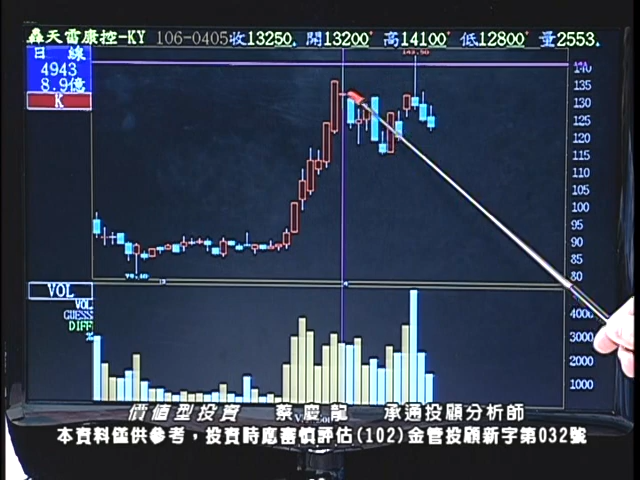 轟天雷康控-KY 106-0405收13250 開13200 高14100 低12800 量2553
日 線
4943
8.9億
K
143.50
140
135
130
125
120
115
110
105
100
95
90
85
80
79.10
VOL
VOL
GUESS
DIFF
%
4000
3000
2000
1000
價值型投資 蔡慶龍 承通投顧分析師
本資料僅供參考，投資時應審慎評估(102)金管投顧新字第032號